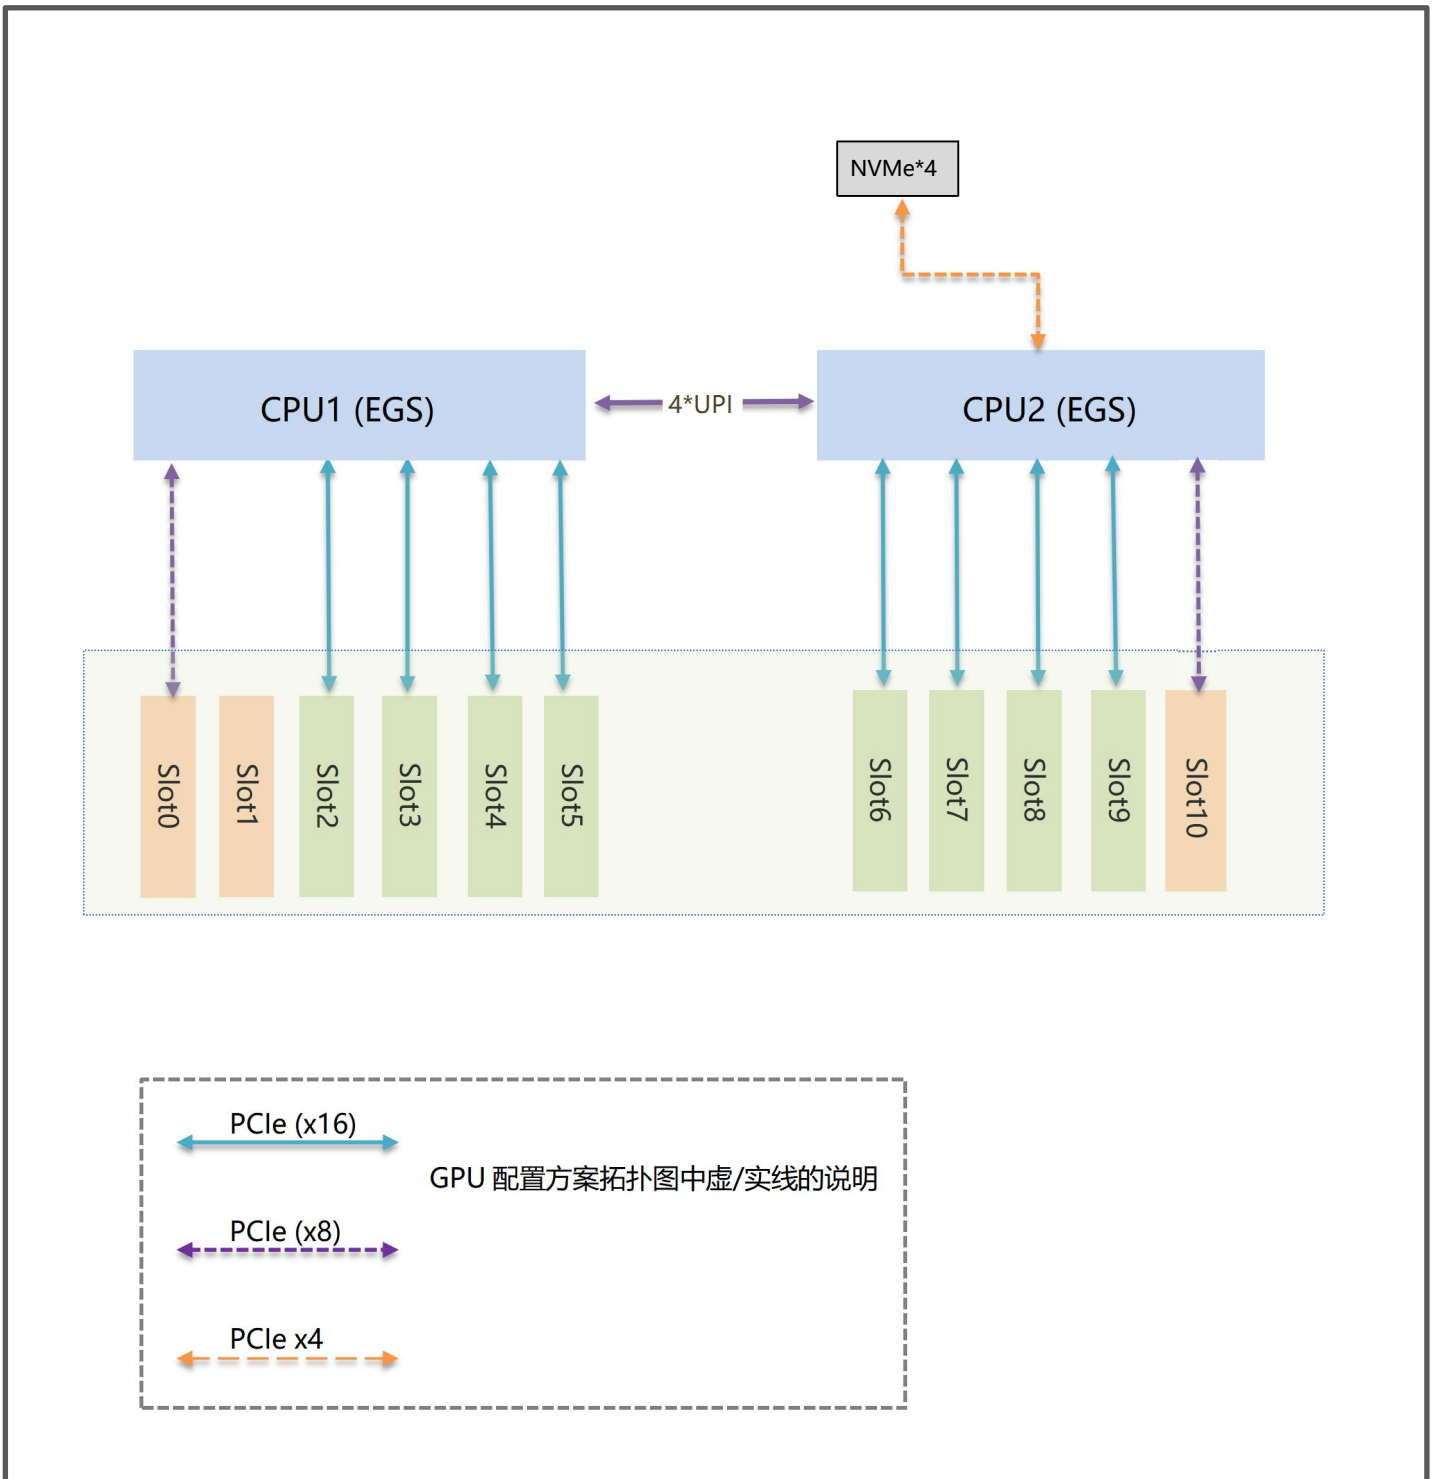 NVMe*4
CPU1 (EGS)
4*UPI
CPU2 (EGS)
Slot0
Slot1
Slot2
Slot3
Slot4
Slot5
Slot6
Slot7
Slot8
Slot9
Slot10
PCIe (x16)
GPU 配置方案拓扑图中虚/实线的说明
PCIe (x8)
PCIe x4